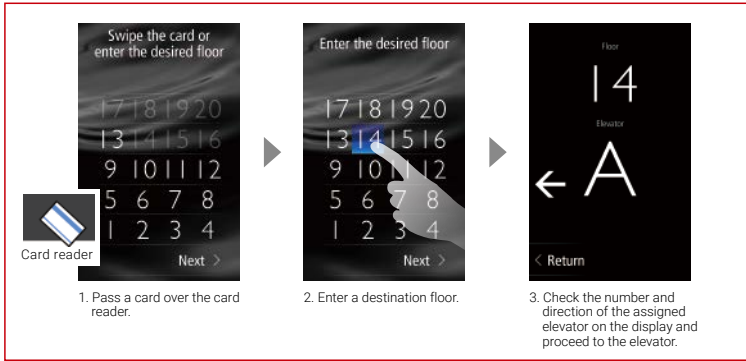 Swipe the card or
enter the desired floor
17 18 19 20
13 14 15 16
9 10 11 12
5 6 7 8
1 2 3 4
Next >
Card reader
1. Pass a card over the card
reader.
Enter the desired floor
17 18 19 20
13 14 15 16
9 10 11 12
5 6 7 8
1 2 3 4
Next >
2. Enter a destination floor.
Floor
14
Elevator
← A
< Return
3. Check the number and
direction of the assigned
elevator on the display and
proceed to the elevator.